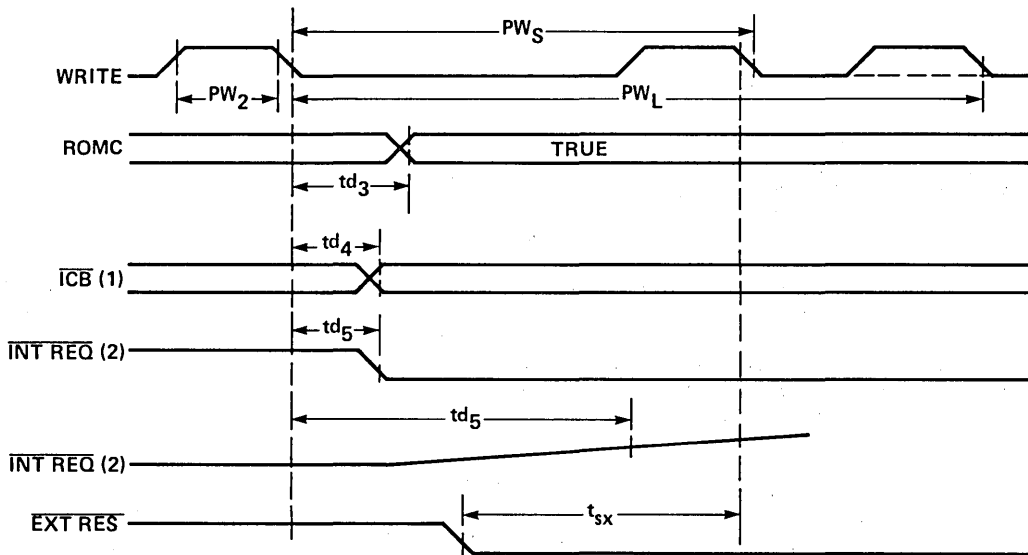 PW_S
WRITE
PW_2
PW_L
ROMC
TRUE
td_3
td_4
ICB (1)
td_5
INT REQ (2)
td_5
INT REQ (2)
t_sx
EXT RES